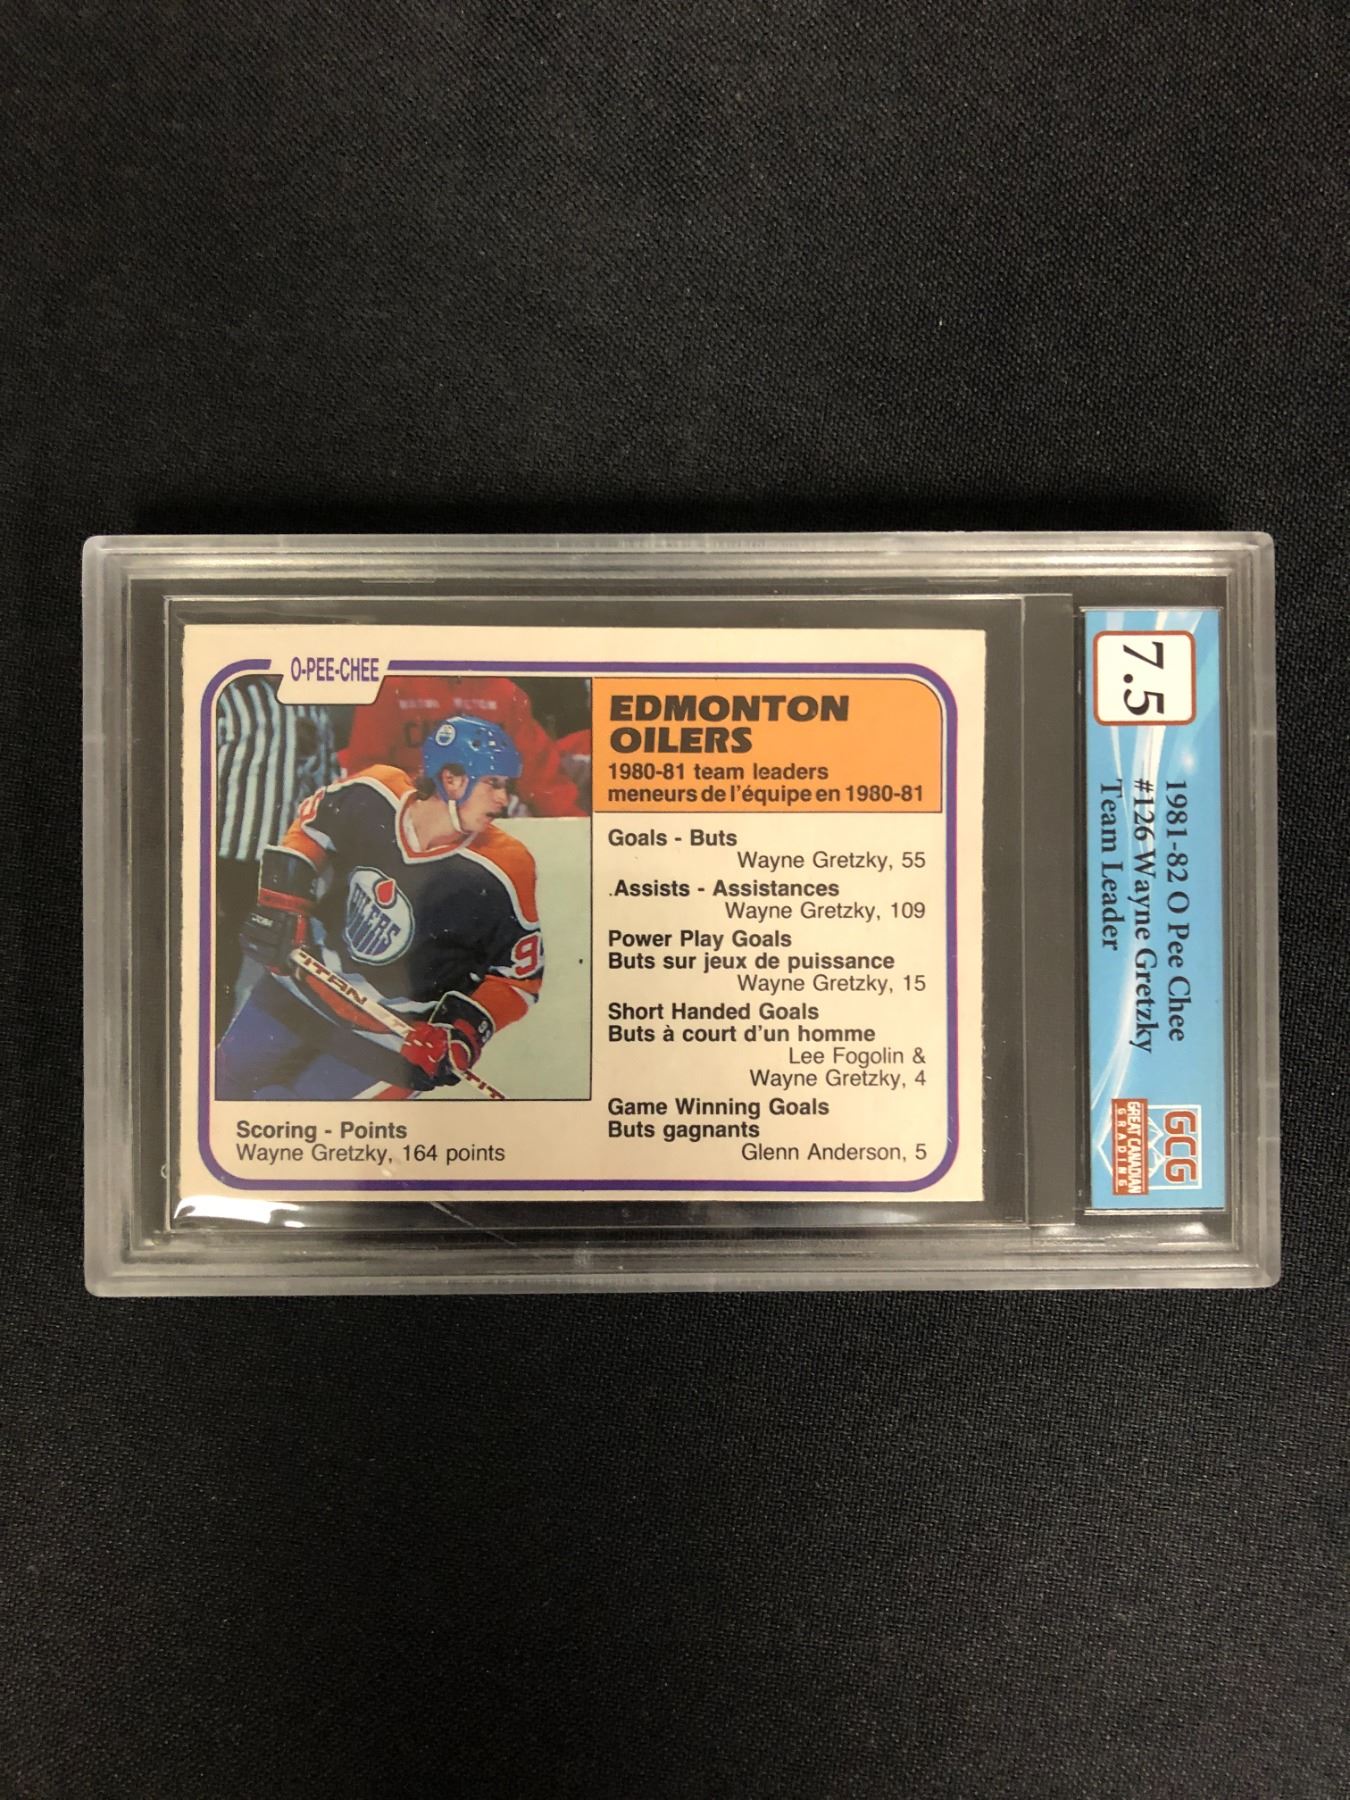 O-PEE-CHEE
EDMONTON
OILERS
1980-81 team leaders
meneurs de l'équipe en 1980-81
Goals - Buts
Wayne Gretzky, 55
Assists - Assistances
Wayne Gretzky, 109
Power Play Goals
Buts sur jeux de puissance
Wayne Gretzky, 15
Short Handed Goals
Buts à court d'un homme
Lee Fogolin &
Wayne Gretzky, 4
Game Winning Goals
Buts gagnants
Glenn Anderson, 5
Scoring - Points
Wayne Gretzky, 164 points
OILERS
9
TITAN
TIT
7.5
1981-82 O Pee Chee
#126 Wayne Gretzky
Team Leader
GCG
GREAT CANADIAN
GRADING